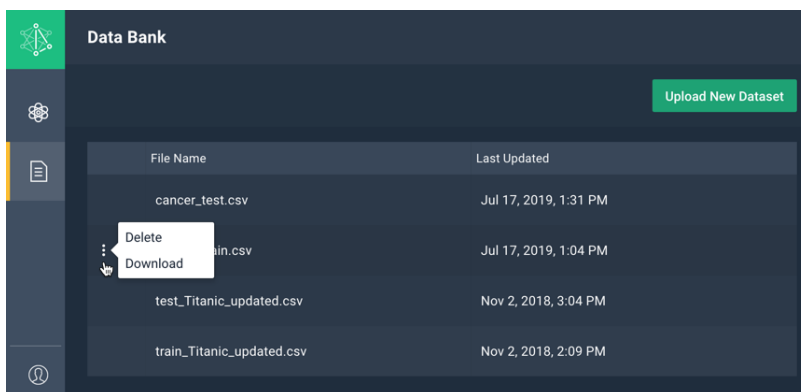 Data Bank
Upload New Dataset
File Name Last Updated
cancer_test.csv Jul 17, 2019, 1:31 PM
Delete
ain.csv Jul 17, 2019, 1:04 PM
Download
test_Titanic_updated.csv Nov 2, 2018, 3:04 PM
train_Titanic_updated.csv Nov 2, 2018, 2:09 PM